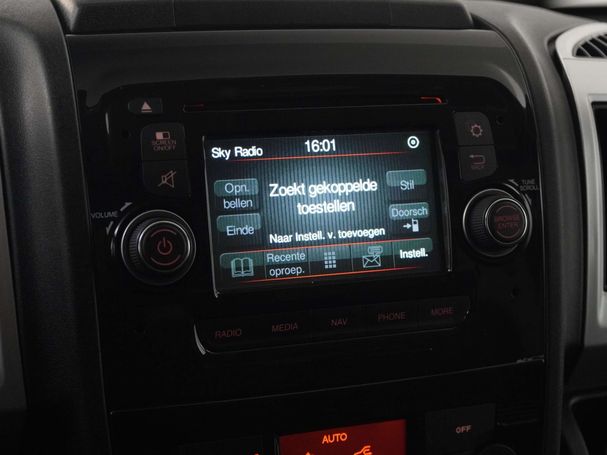 SCREEN
ON/OFF
Sky Radio 16:01
Opn.
bellen
Zoekt gekoppelde
toestellen
Stil
Einde
Doorsch
Naar Instell. v. toevoegen
Recente
oproep.
Instell.
BACK
VOLUME
TUNE
SCROLL
BROWSE
ENTER
RADIO MEDIA NAV PHONE MORE
AUTO
OFF